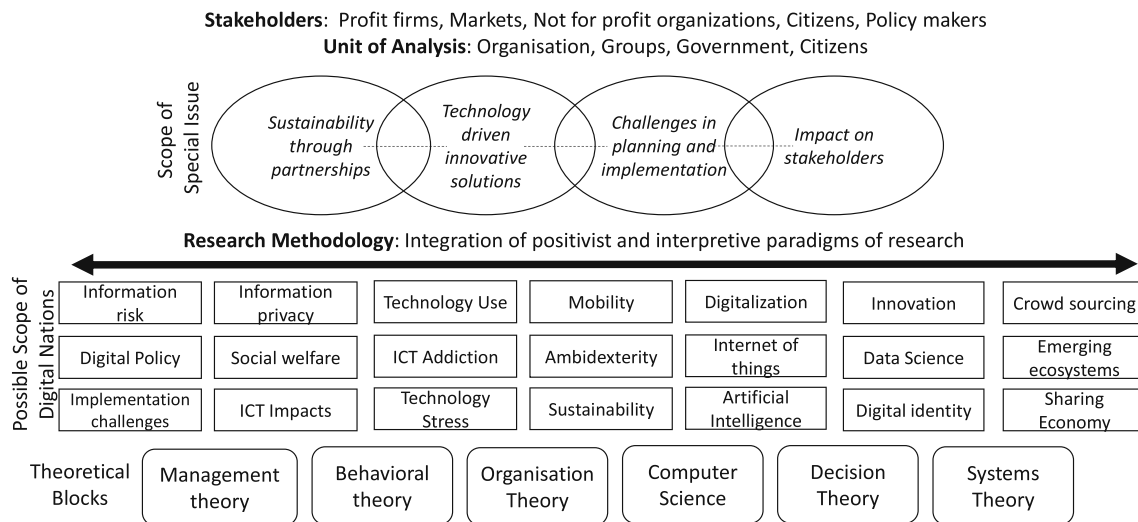 Stakeholders: Profit firms, Markets, Not for profit organizations, Citizens, Policy makers
Unit of Analysis: Organisation, Groups, Government, Citizens
Scope of
Special Issue
Sustainability
through
partnerships
Technology
driven
innovative
solutions
Challenges in
planning and
implementation
Impact on
stakeholders
Research Methodology: Integration of positivist and interpretive paradigms of research
Possible Scope of
Digital Nations
Information
risk
Information
privacy
Technology Use
Mobility
Digitalization
Innovation
Crowd sourcing
Digital Policy
Social welfare
ICT Addiction
Ambidexterity
Internet of
things
Data Science
Emerging
ecosystems
Implementation
challenges
ICT Impacts
Technology
Stress
Sustainability
Artificial
Intelligence
Digital identity
Sharing
Economy
Theoretical
Blocks
Management
theory
Behavioral
theory
Organisation
Theory
Computer
Science
Decision
Theory
Systems
Theory